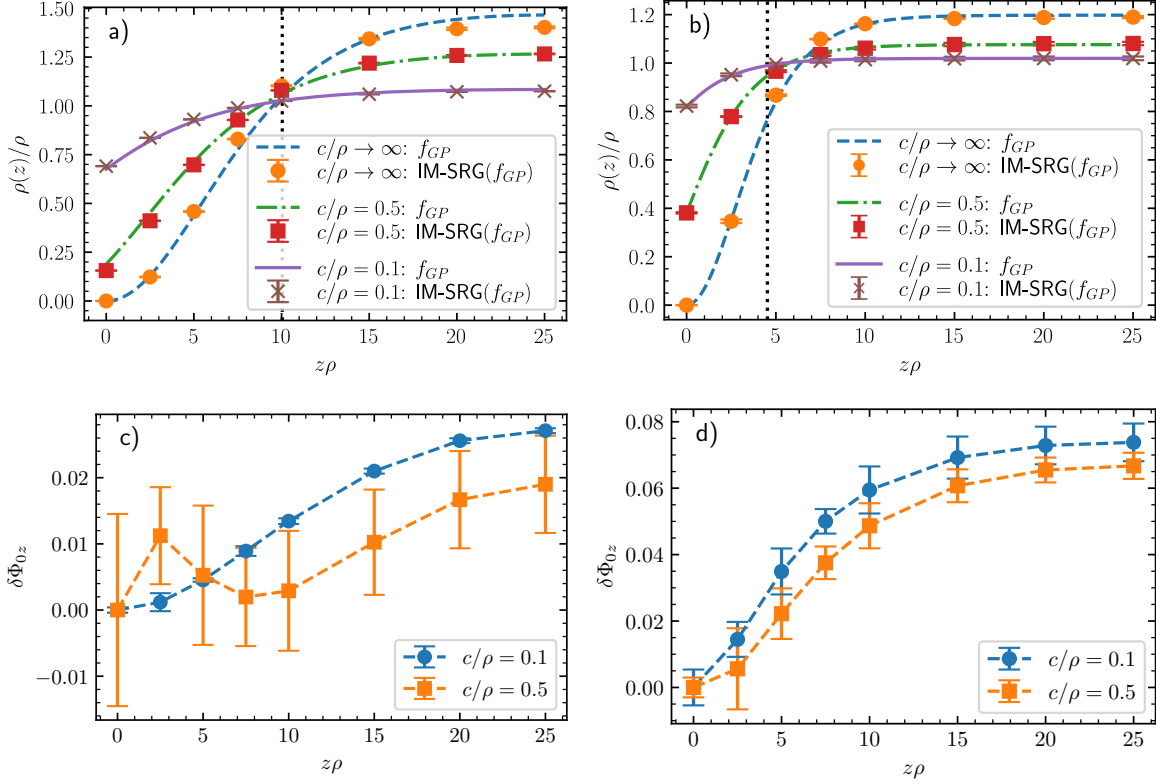 a)
ρ(z)/ρ
1.50
1.25
1.00
0.75
0.50
0.25
0.00
c/ρ → ∞: f_GP
c/ρ → ∞: IM-SRG(f_GP)
c/ρ = 0.5: f_GP
c/ρ = 0.5: IM-SRG(f_GP)
c/ρ = 0.1: f_GP
c/ρ = 0.1: IM-SRG(f_GP)
0 5 10 15 20 25
zρ
b)
ρ(z)/ρ
1.2
1.0
0.8
0.6
0.4
0.2
0.0
c/ρ → ∞: f_GP
c/ρ → ∞: IM-SRG(f_GP)
c/ρ = 0.5: f_GP
c/ρ = 0.5: IM-SRG(f_GP)
c/ρ = 0.1: f_GP
c/ρ = 0.1: IM-SRG(f_GP)
0 5 10 15 20 25
zρ
c)
δΦ₀z
0.02
0.01
0.00
−0.01
c/ρ = 0.1
c/ρ = 0.5
0 5 10 15 20 25
zρ
d)
δΦ₀z
0.08
0.06
0.04
0.02
0.00
c/ρ = 0.1
c/ρ = 0.5
0 5 10 15 20 25
zρ